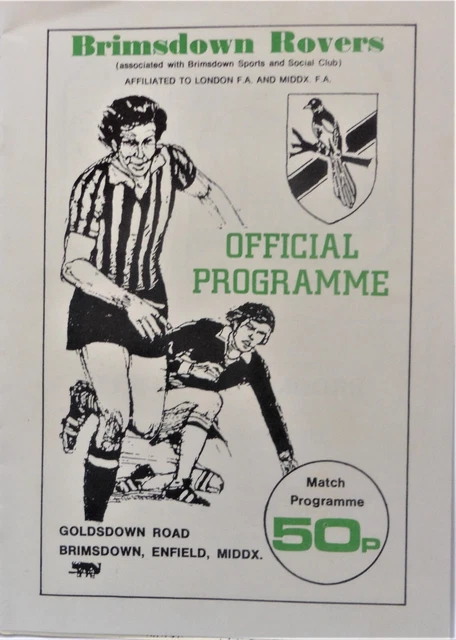 Brimsdown Rovers
(associated with Brimsdown Sports and Social Club)
AFFILIATED TO LONDON F.A. AND MIDDX. F.A.
OFFICIAL
PROGRAMME
Match
Programme
50p
GOLDSDOWN ROAD
BRIMSDOWN, ENFIELD, MIDDX.